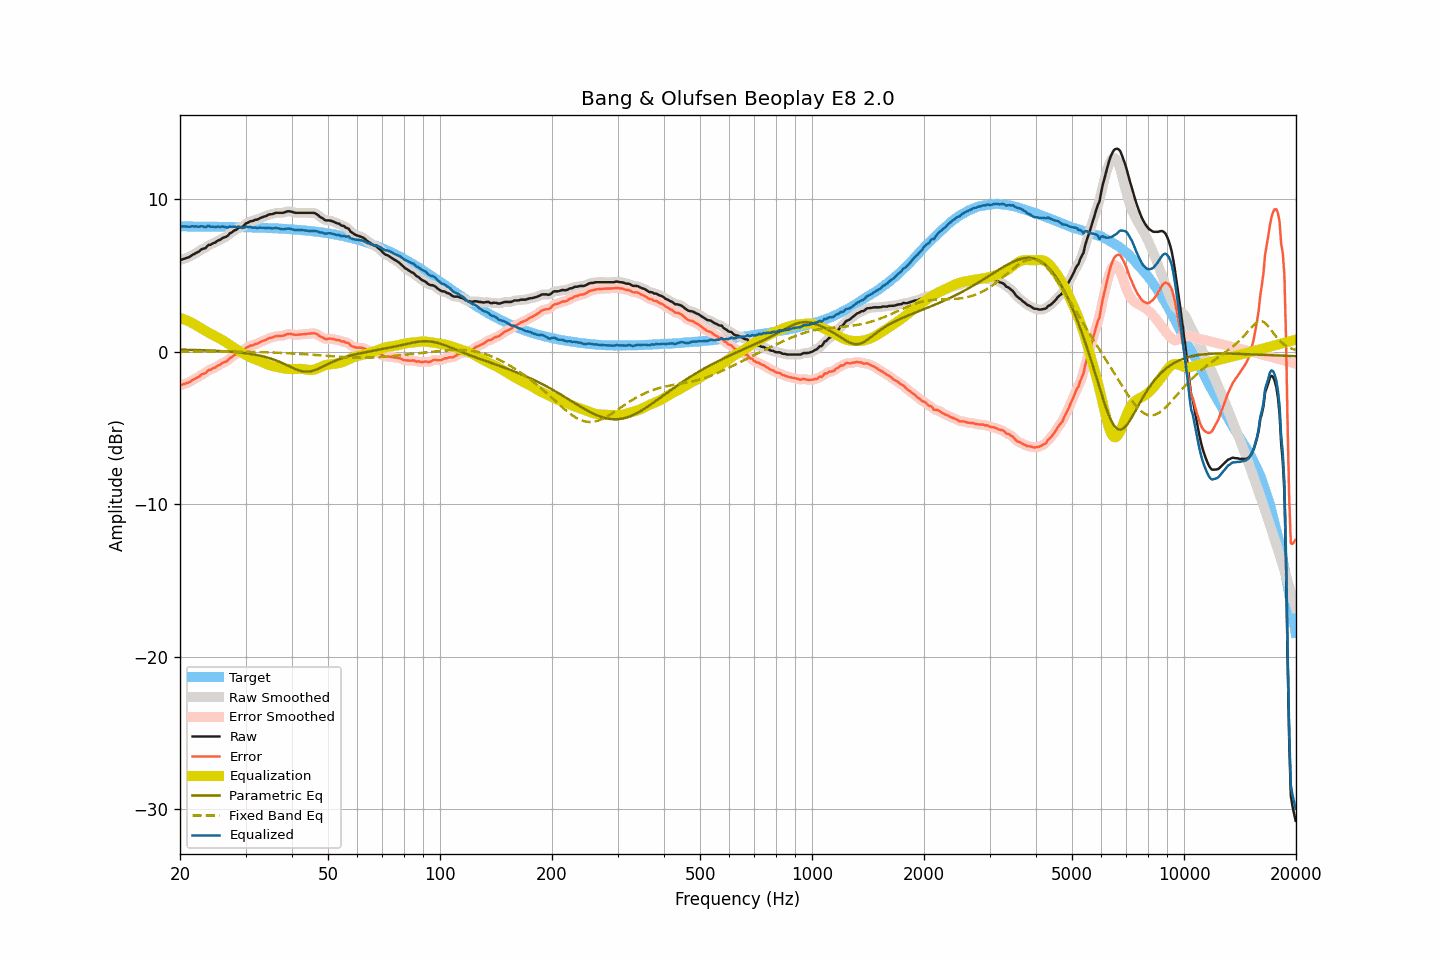 Bang & Olufsen Beoplay E8 2.0
10
0
−10
−20
−30
Amplitude (dBr)
Target
Raw Smoothed
Error Smoothed
Raw
Error
Equalization
Parametric Eq
Fixed Band Eq
Equalized
20 50 100 200 500 1000 2000 5000 10000 20000
Frequency (Hz)